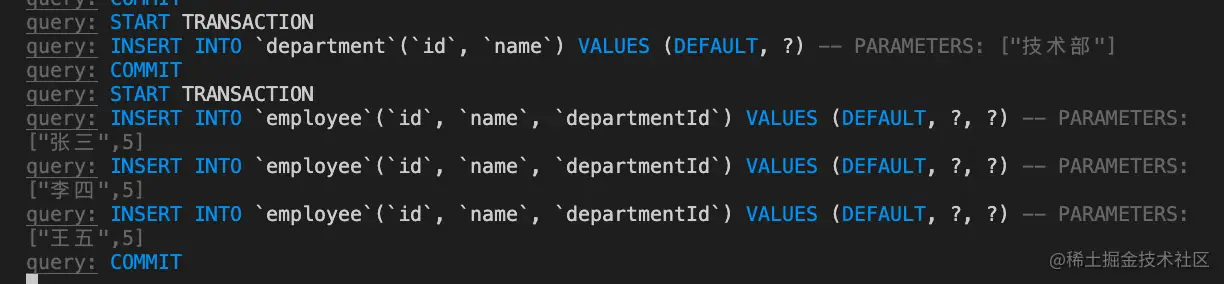 query: COMMIT
query: START TRANSACTION
query: INSERT INTO `department`(`id`, `name`) VALUES (DEFAULT, ?) -- PARAMETERS: ["技术部"]
query: COMMIT
query: START TRANSACTION
query: INSERT INTO `employee`(`id`, `name`, `departmentId`) VALUES (DEFAULT, ?, ?) -- PARAMETERS:
["张三",5]
query: INSERT INTO `employee`(`id`, `name`, `departmentId`) VALUES (DEFAULT, ?, ?) -- PARAMETERS:
["李四",5]
query: INSERT INTO `employee`(`id`, `name`, `departmentId`) VALUES (DEFAULT, ?, ?) -- PARAMETERS:
["王五",5]
query: COMMIT
@稀土掘金技术社区